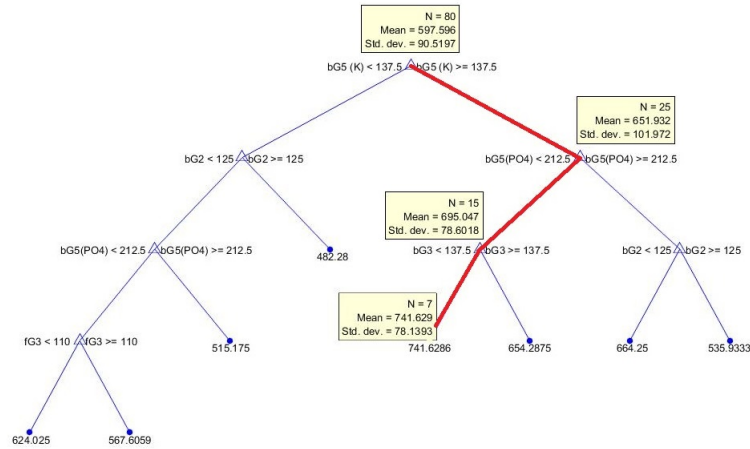 N = 80
Mean = 597.596
Std. dev. = 90.5197
bG5 (K) < 137.5 bG5 (K) >= 137.5
N = 25
Mean = 651.932
Std. dev. = 101.972
bG2 < 125 bG2 >= 125
bG5(PO4) < 212.5 bG5(PO4) >= 212.5
N = 15
Mean = 695.047
Std. dev. = 78.6018
bG5(PO4) < 212.5 bG5(PO4) >= 212.5
482.28
bG3 < 137.5 bG3 >= 137.5
bG2 < 125 bG2 >= 125
N = 7
Mean = 741.629
Std. dev. = 78.1393
fG3 < 110 fG3 >= 110
515.175
741.6286
654.2875
664.25
535.9333
624.025
567.6059